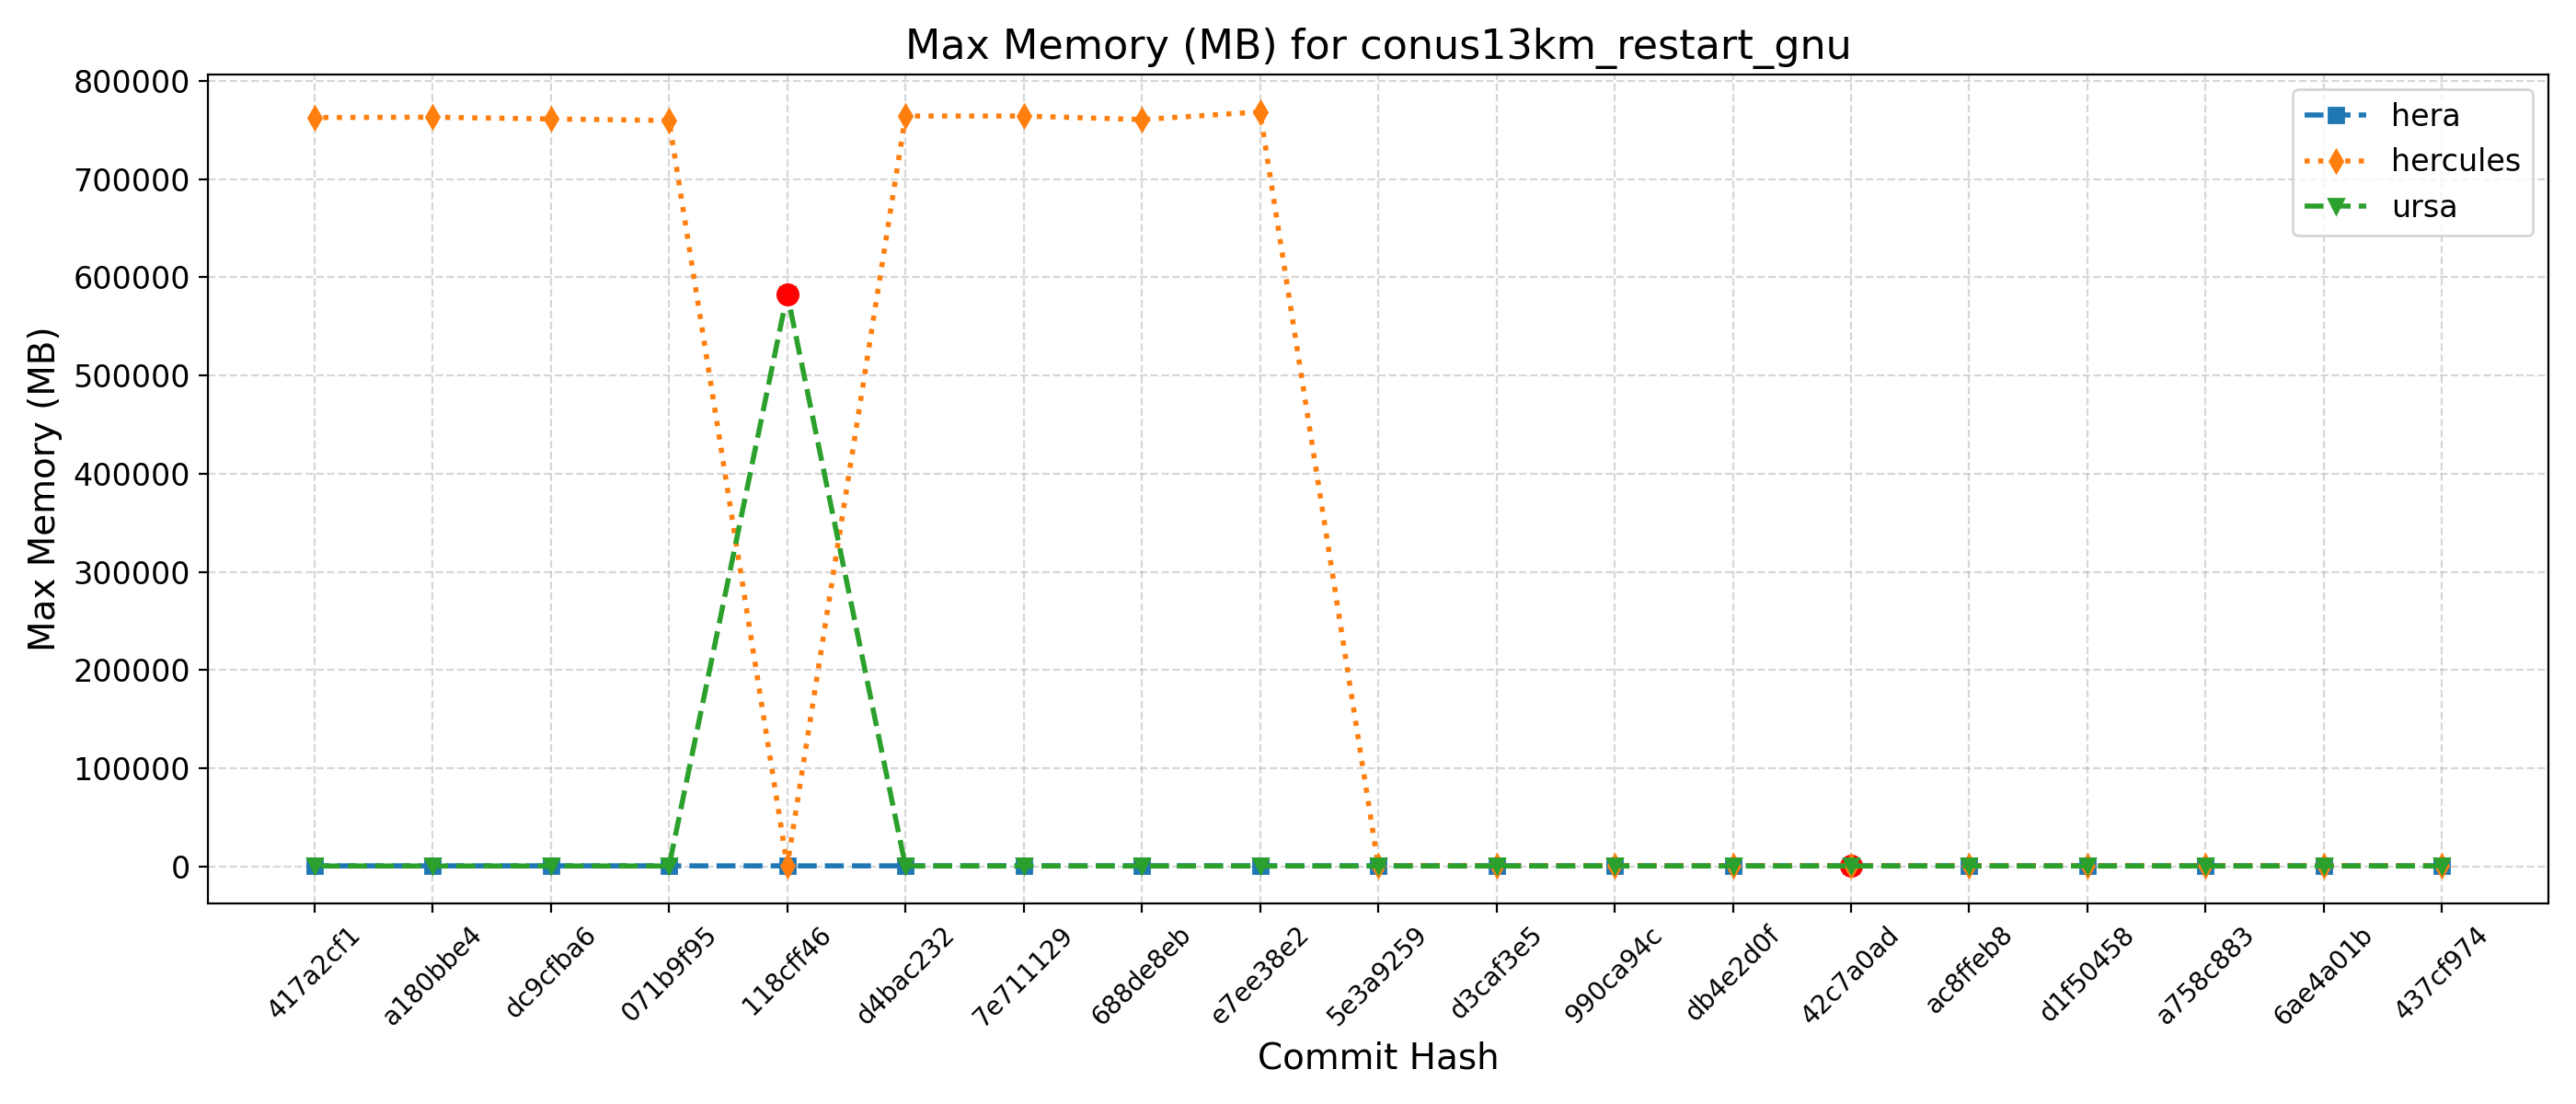 Max Memory (MB) for conus13km_restart_gnu
800000
700000
600000
500000
400000
300000
200000
100000
0
Max Memory (MB)
hera
hercules
ursa
417a2cf1
a180bbe4
dc9cfba6
071b9f95
118cff46
d4bac232
7e711129
688de8eb
e7ee38e2
5e3a9259
d3caf3e5
990ca94c
db4e2d0f
42c7a0ad
ac8ffeb8
d1f50458
a758c883
6ae4a01b
437cf974
Commit Hash